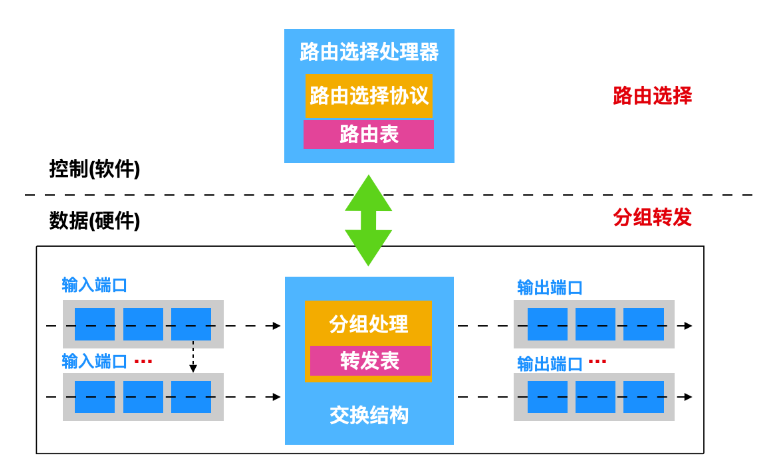 路由选择处理器
路由选择协议
路由表
路由选择
控制(软件)
数据(硬件)
分组转发
输入端口
输入端口 ···
分组处理
转发表
交换结构
输出端口
输出端口 ···